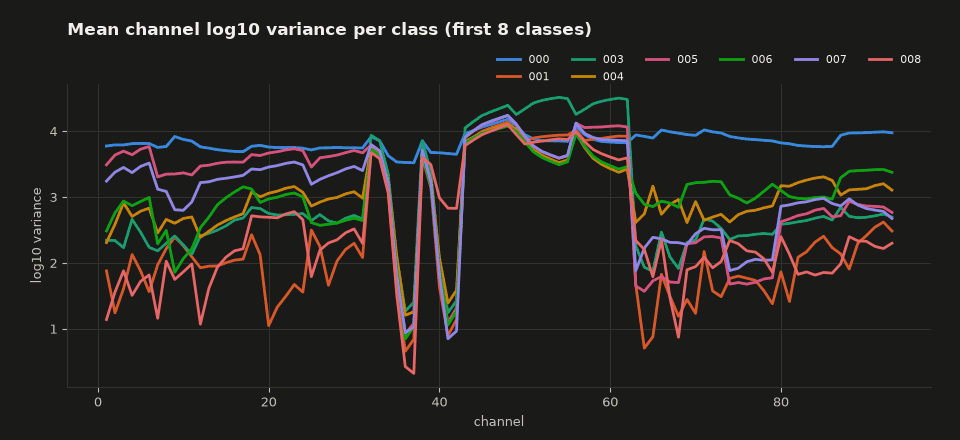 Mean channel log10 variance per class (first 8 classes)
000 003 005 006 007 008
001 004
4
3
2
1
log10 variance
0 20 40 60 80
channel